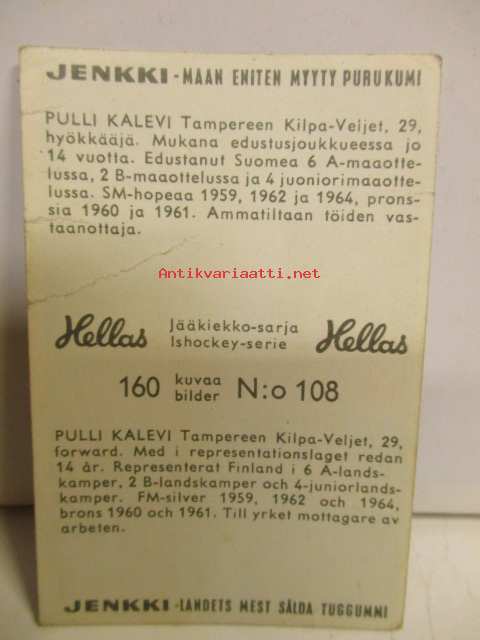 JENKKI - MAAN ENITEN MYYTY PURUKUMI
PULLI KALEVI Tampereen Kilpa-Veljet, 29,
hyökkääjä. Mukana edustusjoukkueessa jo
14 vuotta. Edustanut Suomea 6 A-maaotte-
lussa, 2 B-maaottelussa ja 4 juoniorimaaotte-
lussa. SM-hopeaa 1959, 1962 ja 1964, prons-
sia 1960 ja 1961. Ammatiltaan töiden vas-
taanottaja.
Antikvariaatti.net
Hellas Jääkiekko-sarja Hellas
Ishockey-serie
160 kuvaa N:o 108
bilder
PULLI KALEVI Tampereen Kilpa-Veljet, 29,
forward. Med i representationslaget redan
14 år. Representerat Finland i 6 A-lands-
kamper, 2 B-landskamper och 4-juniorlands-
kamper. FM-silver 1959, 1962 och 1964,
brons 1960 och 1961. Till yrket mottagare av
arbeten.
JENKKI - LANDETS MEST SÅLDA TUGGUMMI